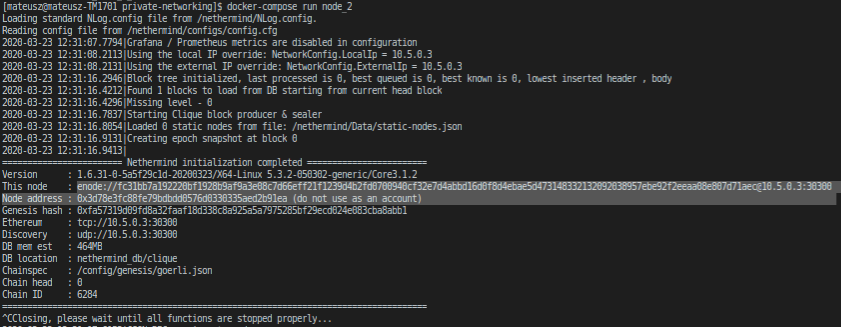 [mateusz@mateusz-TM1701 private-networking]$ docker-compose run node_2
Loading standard NLog.config file from /nethermind/NLog.config.
Reading config file from /nethermind/configs/config.cfg
2020-03-23 12:31:07.7794|Grafana / Prometheus metrics are disabled in configuration
2020-03-23 12:31:08.2113|Using the local IP override: NetworkConfig.LocalIp = 10.5.0.3
2020-03-23 12:31:08.2131|Using the external IP override: NetworkConfig.ExternalIp = 10.5.0.3
2020-03-23 12:31:16.2946|Block tree initialized, last processed is 0, best queued is 0, best known is 0, lowest inserted header , body
2020-03-23 12:31:16.4212|Found 1 blocks to load from DB starting from current head block
2020-03-23 12:31:16.4296|Missing level - 0
2020-03-23 12:31:16.7837|Starting Clique block producer & sealer
2020-03-23 12:31:16.8054|Loaded 0 static nodes from file: /nethermind/Data/static-nodes.json
2020-03-23 12:31:16.9131|Creating epoch snapshot at block 0
2020-03-23 12:31:16.9413|
======================== Nethermind initialization completed ========================
Version : 1.6.31-0-5a5f29c1d-20200323/X64-Linux 5.3.2-050302-generic/Core3.1.2
This node : enode://fc31bb7a192220bf1928b9af9a3e08c7d66eff21f1239d4b2fd0700940cf32e7d4abbd16d0f8d4ebae5d473148332132092038957ebe92f2eeaa08e807d71aec@10.5.0.3:30300
Node address : 0x3d78e3fc88fe79bdbdd0576d0330335aed2b91ea (do not use as an account)
Genesis hash : 0xfa57319d09fd8a32faaf18d338c8a925a5a7975285bf29ecd024e083cba8abb1
Ethereum : tcp://10.5.0.3:30300
Discovery : udp://10.5.0.3:30300
DB mem est : 464MB
DB location : nethermind_db/clique
Chainspec : /config/genesis/goerli.json
Chain head : 0
Chain ID : 6284
=====================================================================================
^CClosing, please wait until all functions are stopped properly...